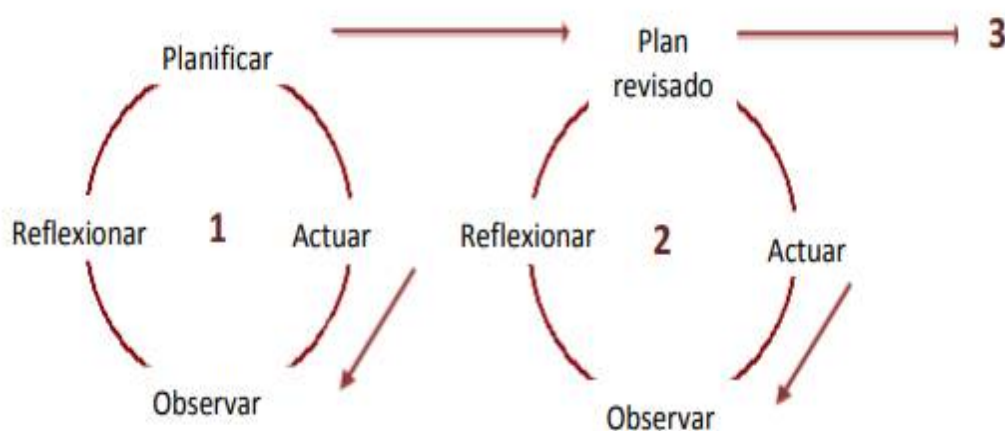 Planificar
Reflexionar
1
Actuar
Observar
Plan
revisado
Reflexionar
2
Actuar
Observar
3